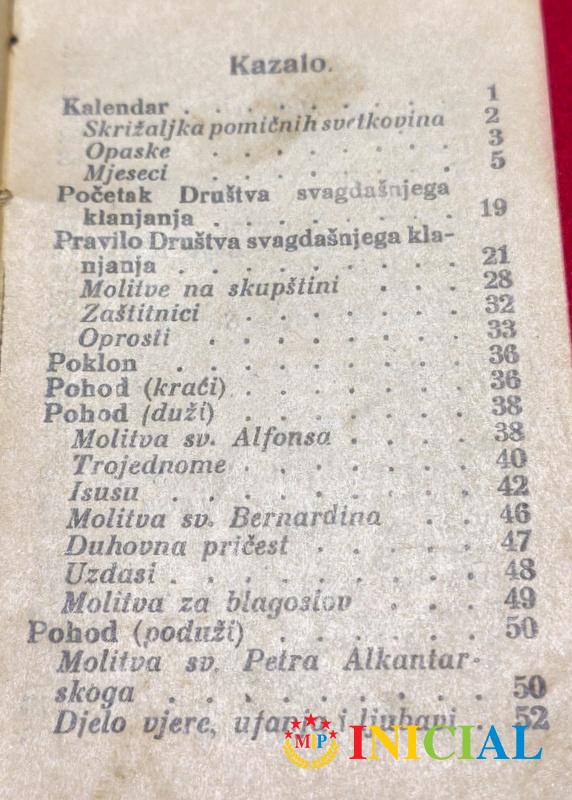 Kazalo.
Kalendar . . . . . . . . 1
Skrižaljka pomičnih svetkovina 2
Opaske . . . . . . . 3
Mjeseci . . . . . . . 5
Početak Društva svagdašnjega
klanjanja . . . . . . . 19
Pravilo Društva svagdašnjega kla-
njanja . . . . . . . . 21
Molitve na skupštini . . . 28
Zaštitnici . . . . . . 32
Oprosti . . . . . . . 33
Poklon . . . . . . . . 36
Pohod (kraći) . . . . . . 36
Pohod (duži) . . . . . . 38
Molitva sv. Alfonsa . . . . 38
Trojednome . . . . . . 40
Isusu . . . . . . . . 42
Molitva sv. Bernardina . . 46
Duhovna pričest . . . . . 47
Uzdasi . . . . . . . . 48
Molitva za blagoslov . . . 49
Pohod (poduži) . . . . . . 50
Molitva sv. Petra Alkantar-
skoga . . . . . . . . 50
Djelo vjere, ufanja i ljubavi . 52
MP INICIAL